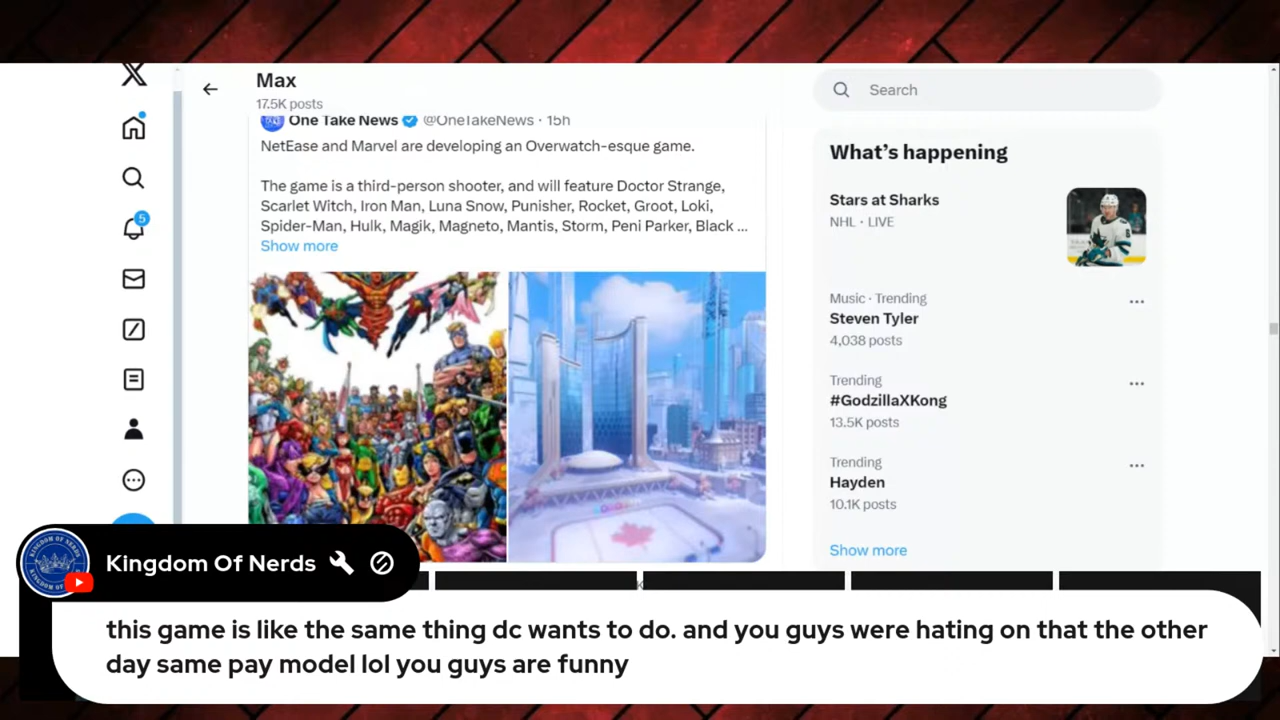 Max
17.5K posts
One Take News @OneTakeNews · 15h
NetEase and Marvel are developing an Overwatch-esque game.
The game is a third-person shooter, and will feature Doctor Strange,
Scarlet Witch, Iron Man, Luna Snow, Punisher, Rocket, Groot, Loki,
Spider-Man, Hulk, Magik, Magneto, Mantis, Storm, Peni Parker, Black ...
Show more
Search
What's happening
Stars at Sharks
NHL · LIVE
Music · Trending
Steven Tyler
4,038 posts
Trending
#GodzillaXKong
13.5K posts
Trending
Hayden
10.1K posts
Show more
5
KINGDOM OF NERDS
Kingdom Of Nerds
this game is like the same thing dc wants to do. and you guys were hating on that the other
day same pay model lol you guys are funny